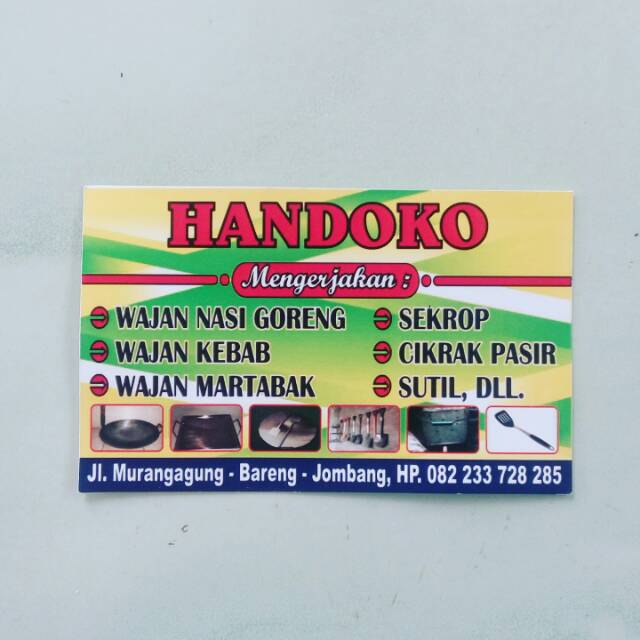 HANDOKO
Mengerjakan :
WAJAN NASI GORENG
WAJAN KEBAB
WAJAN MARTABAK
SEKROP
CIKRAK PASIR
SUTIL, DLL.
Jl. Murangagung - Bareng - Jombang, HP. 082 233 728 285